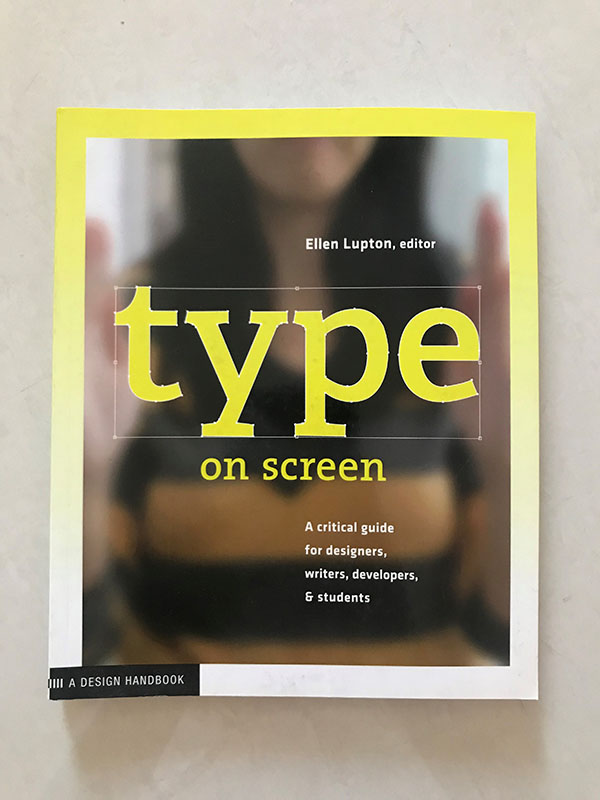 Ellen Lupton, editor
type
on screen
A critical guide
for designers,
writers, developers,
& students
A DESIGN HANDBOOK